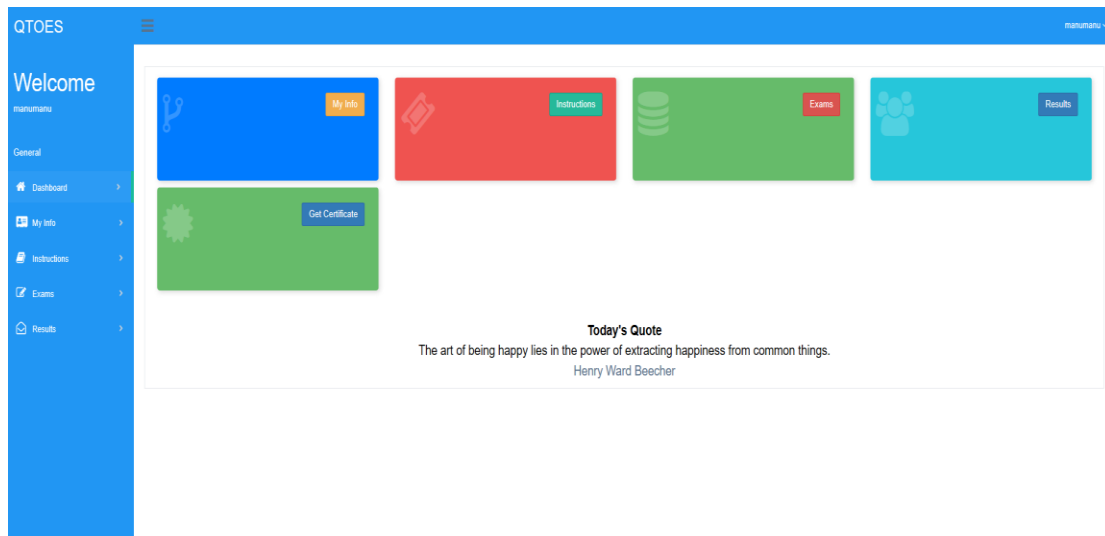 QTOES
manumanu
Welcome
manumanu
General
Dashboard
My Info
Instructions
Exams
Results
My Info
Instructions
Exams
Results
Get Certificate
Today's Quote
The art of being happy lies in the power of extracting happiness from common things.
Henry Ward Beecher